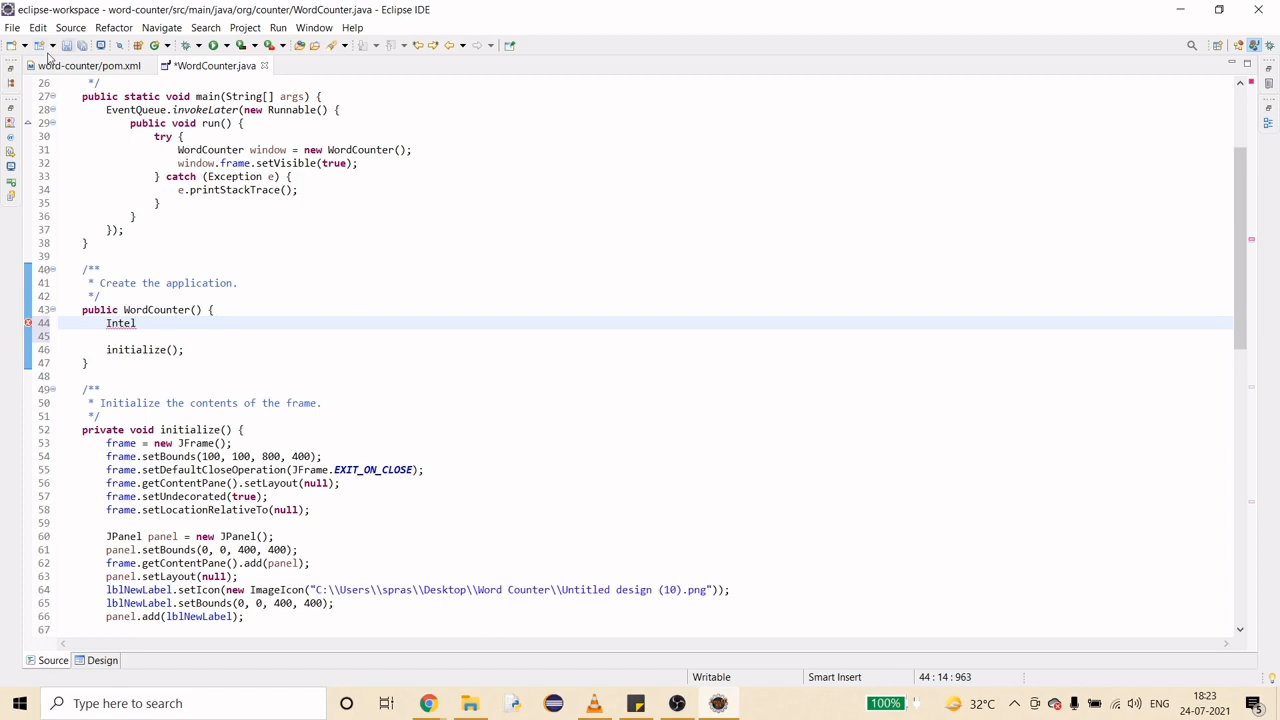 eclipse-workspace - word-counter/src/main/java/org/counter/WordCounter.java - Eclipse IDE
File Edit Source Refactor Navigate Search Project Run Window Help
word-counter/pom.xml *WordCounter.java
26 */
27 public static void main(String[] args) {
28 EventQueue.invokeLater(new Runnable() {
29 public void run() {
30 try {
31 WordCounter window = new WordCounter();
32 window.frame.setVisible(true);
33 } catch (Exception e) {
34 e.printStackTrace();
35 }
36 }
37 });
38 }
39
40 /**
41 * Create the application.
42 */
43 public WordCounter() {
44 Intel
45
46 initialize();
47 }
48
49 /**
50 * Initialize the contents of the frame.
51 */
52 private void initialize() {
53 frame = new JFrame();
54 frame.setBounds(100, 100, 800, 400);
55 frame.setDefaultCloseOperation(JFrame.EXIT_ON_CLOSE);
56 frame.getContentPane().setLayout(null);
57 frame.setUndecorated(true);
58 frame.setLocationRelativeTo(null);
59
60 JPanel panel = new JPanel();
61 panel.setBounds(0, 0, 400, 400);
62 frame.getContentPane().add(panel);
63 panel.setLayout(null);
64 lblNewLabel.setIcon(new ImageIcon("C:\\Users\\spras\\Desktop\\Word Counter\\Untitled design (10).png"));
65 lblNewLabel.setBounds(0, 0, 400, 400);
66 panel.add(lblNewLabel);
67
Source Design
Writable Smart Insert 44 : 14 : 963
Type here to search 100% 32°C ENG 18:23
24-07-2021 5